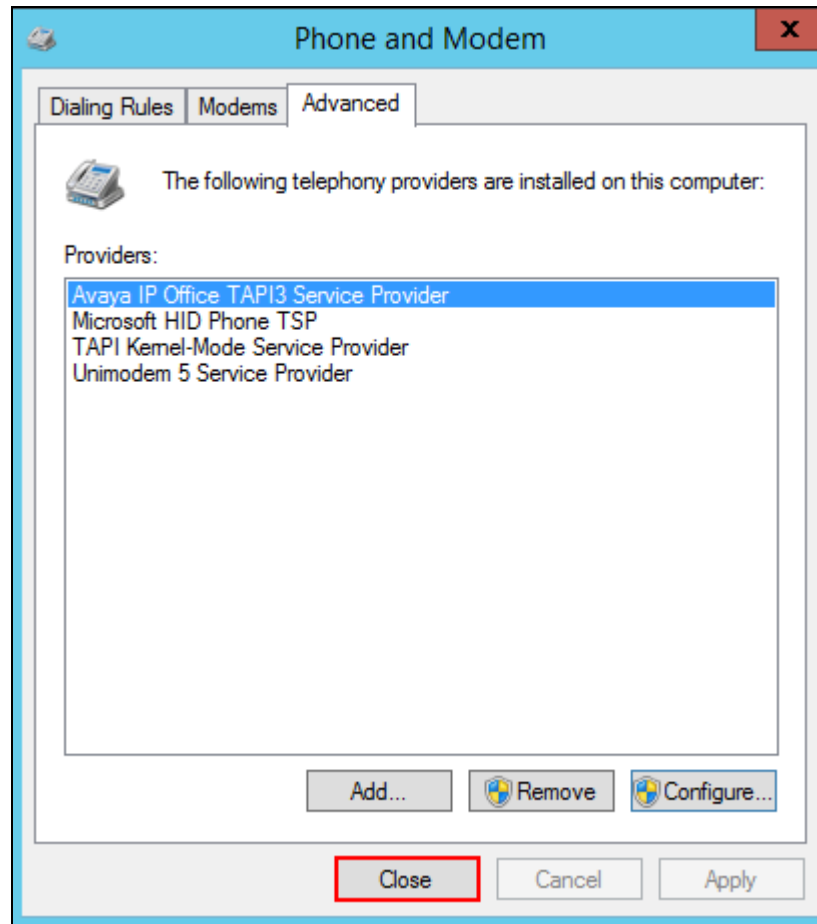 Phone and Modem
x
Dialing Rules Modems Advanced
The following telephony providers are installed on this computer:
Providers:
Avaya IP Office TAPI3 Service Provider
Microsoft HID Phone TSP
TAPI Kernel-Mode Service Provider
Unimodem 5 Service Provider
Add... Remove Configure...
Close Cancel Apply